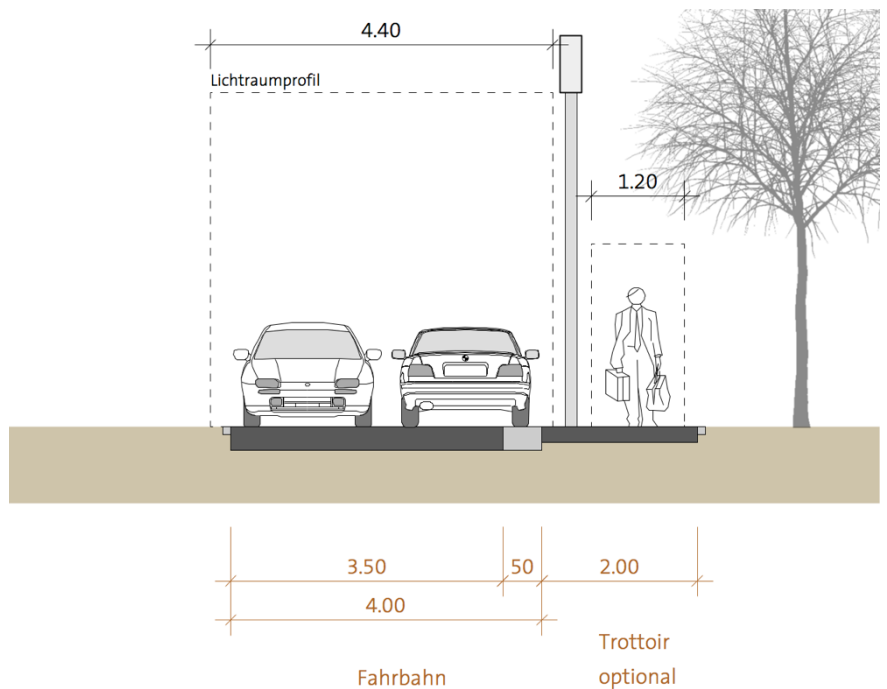 4.40
Lichtraumprofil
1.20
3.50 50 2.00
4.00
Trottoir
optional
Fahrbahn